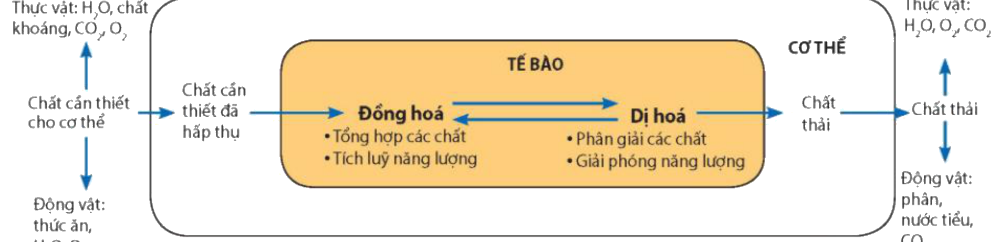 Thực vật: H₂O, chất
khoáng, CO₂, O₂
Chất cần thiết
cho cơ thể
Động vật:
thức ăn,
Chất cần
thiết đã
hấp thụ
TẾ BÀO
Đồng hoá
• Tổng hợp các chất
• Tích luỹ năng lượng
Dị hoá
• Phân giải các chất
• Giải phóng năng lượng
CƠ THỂ
Chất
thải
Thực vật:
H₂O, O₂, CO₂
Chất thải
Động vật:
phân,
nước tiểu,